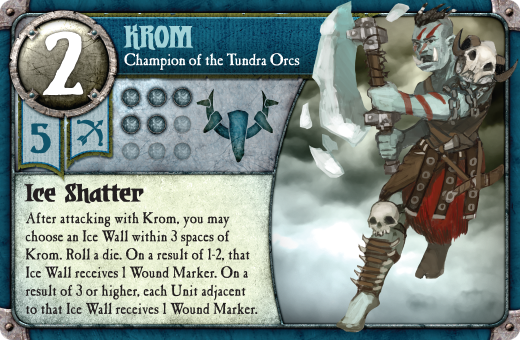 2
KROM
Champion of the Tundra Orcs
5
Ice Shatter
After attacking with Krom, you may
choose an Ice Wall within 3 spaces of
Krom. Roll a die. On a result of 1-2, that
Ice Wall receives 1 Wound Marker. On a
result of 3 or higher, each Unit adjacent
to that Ice Wall receives 1 Wound Marker.